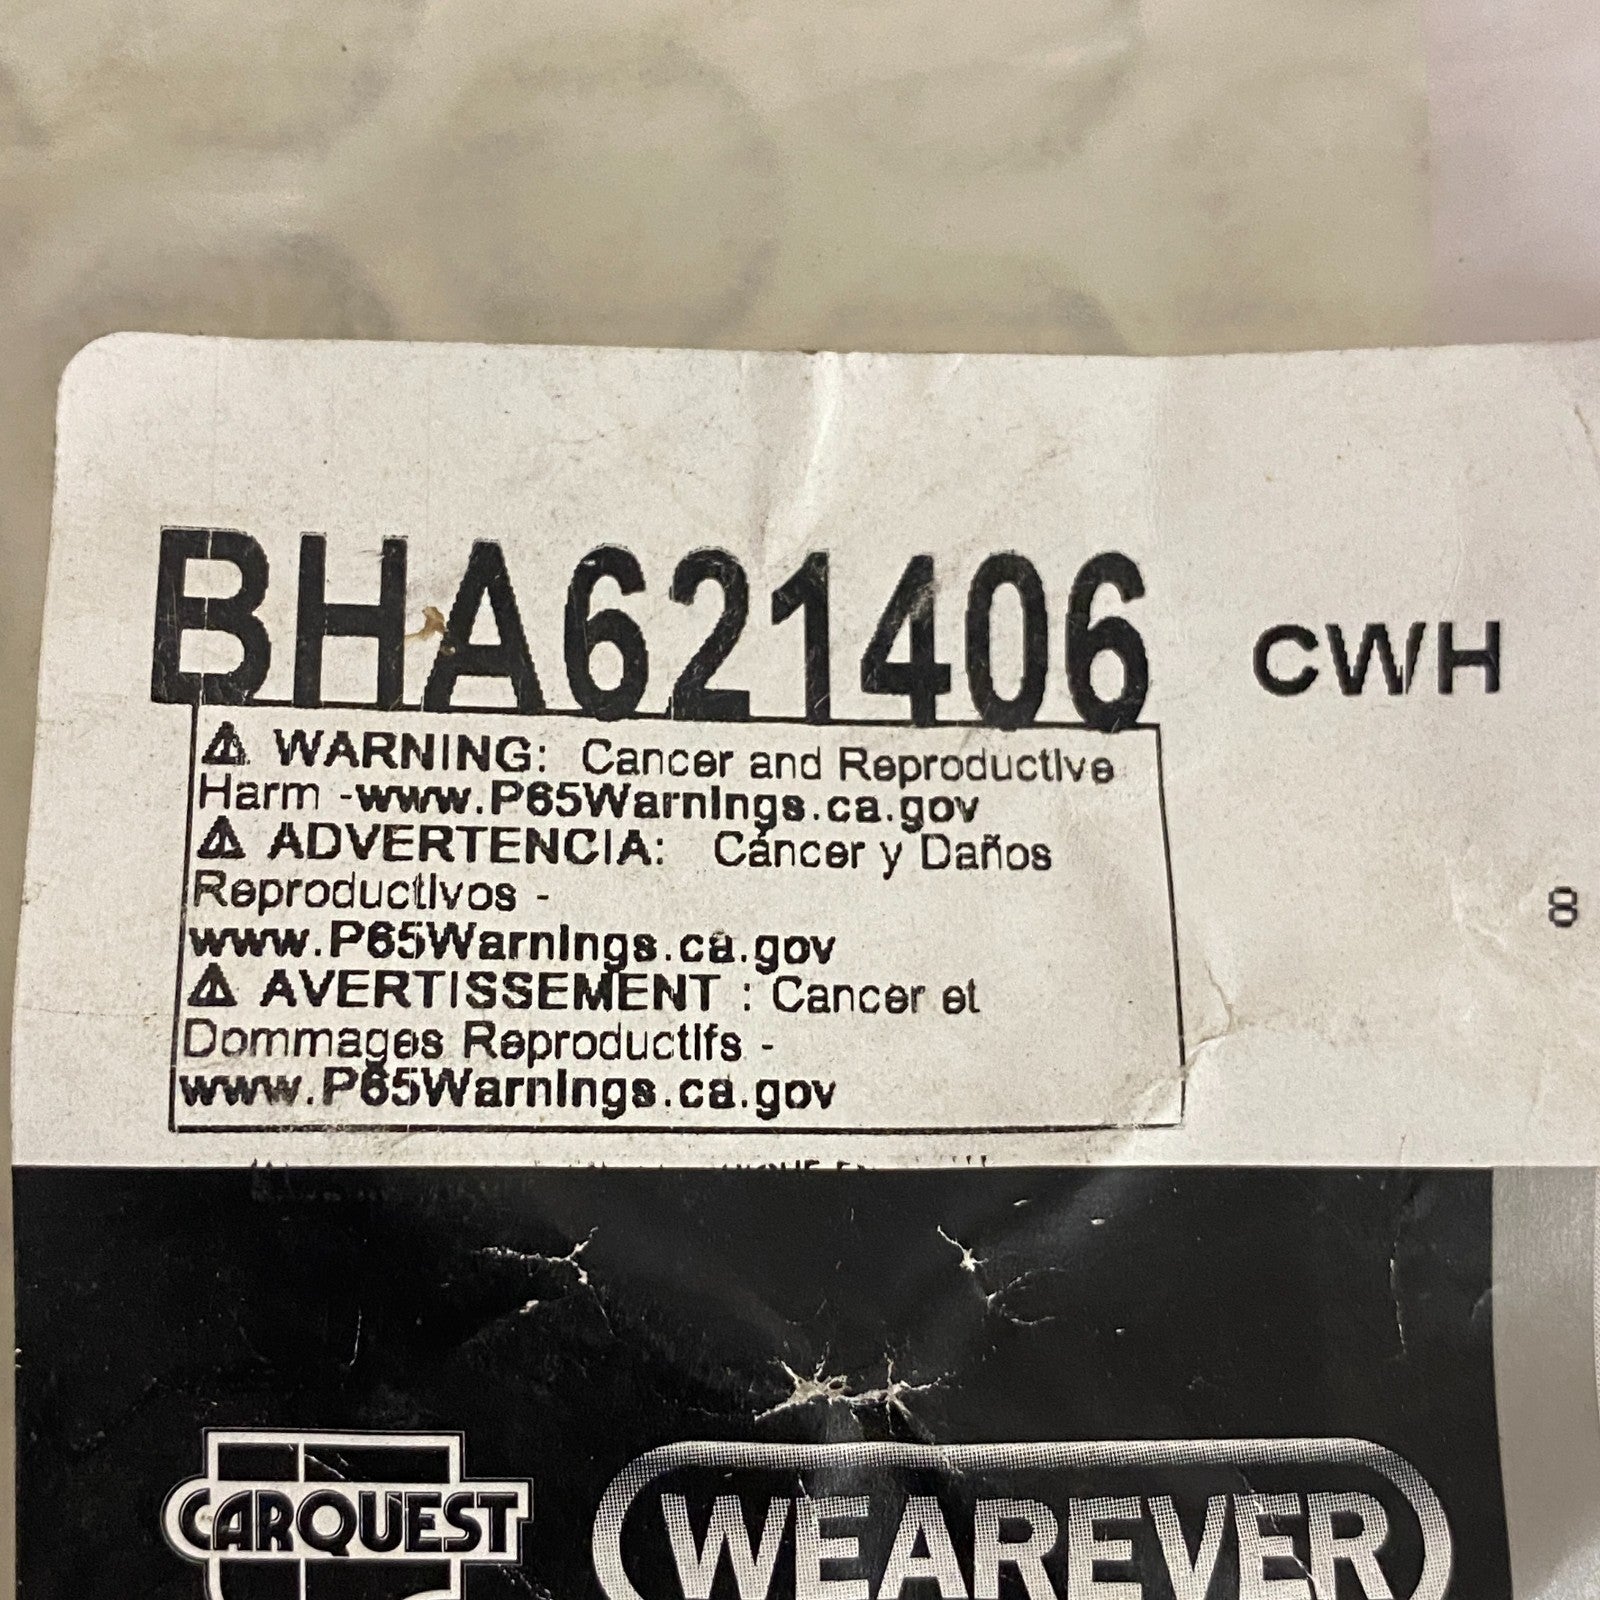 BHA621406 CWH
⚠ WARNING: Cancer and Reproductive
Harm -www.P65Warnings.ca.gov
⚠ ADVERTENCIA: Cáncer y Daños
Reproductivos -
www.P65Warnings.ca.gov
8
⚠ AVERTISSEMENT : Cancer et
Dommages Reproductifs -
www.P65Warnings.ca.gov
CARQUEST
WEAREVER